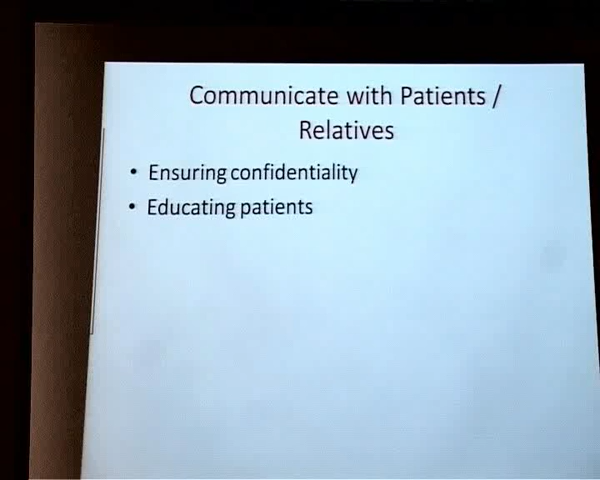 Communicate with Patients /
Relatives
• Ensuring confidentiality
• Educating patients